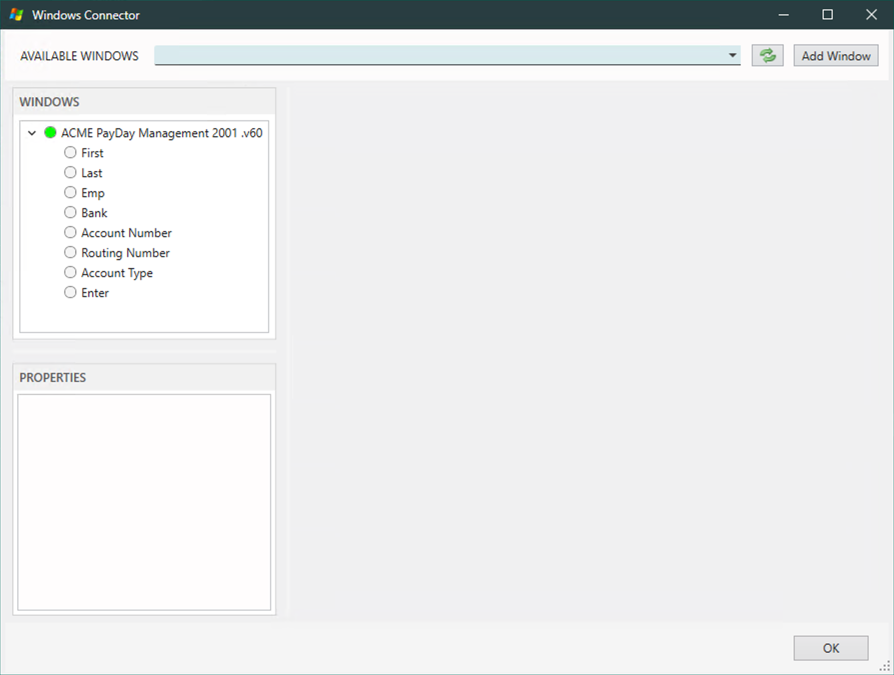 Windows Connector
AVAILABLE WINDOWS
Add Window
WINDOWS
ACME PayDay Management 2001 .v60
First
Last
Emp
Bank
Account Number
Routing Number
Account Type
Enter
PROPERTIES
OK